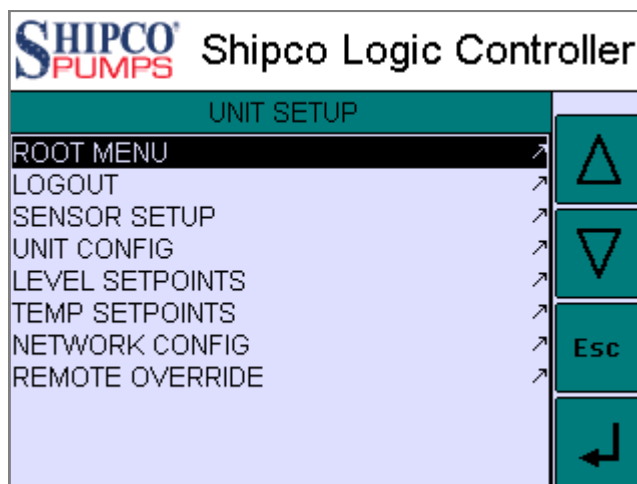 SHIPCO®
PUMPS
Shipco Logic Controller
UNIT SETUP
ROOT MENU
LOGOUT
SENSOR SETUP
UNIT CONFIG
LEVEL SETPOINTS
TEMP SETPOINTS
NETWORK CONFIG
REMOTE OVERRIDE
Esc